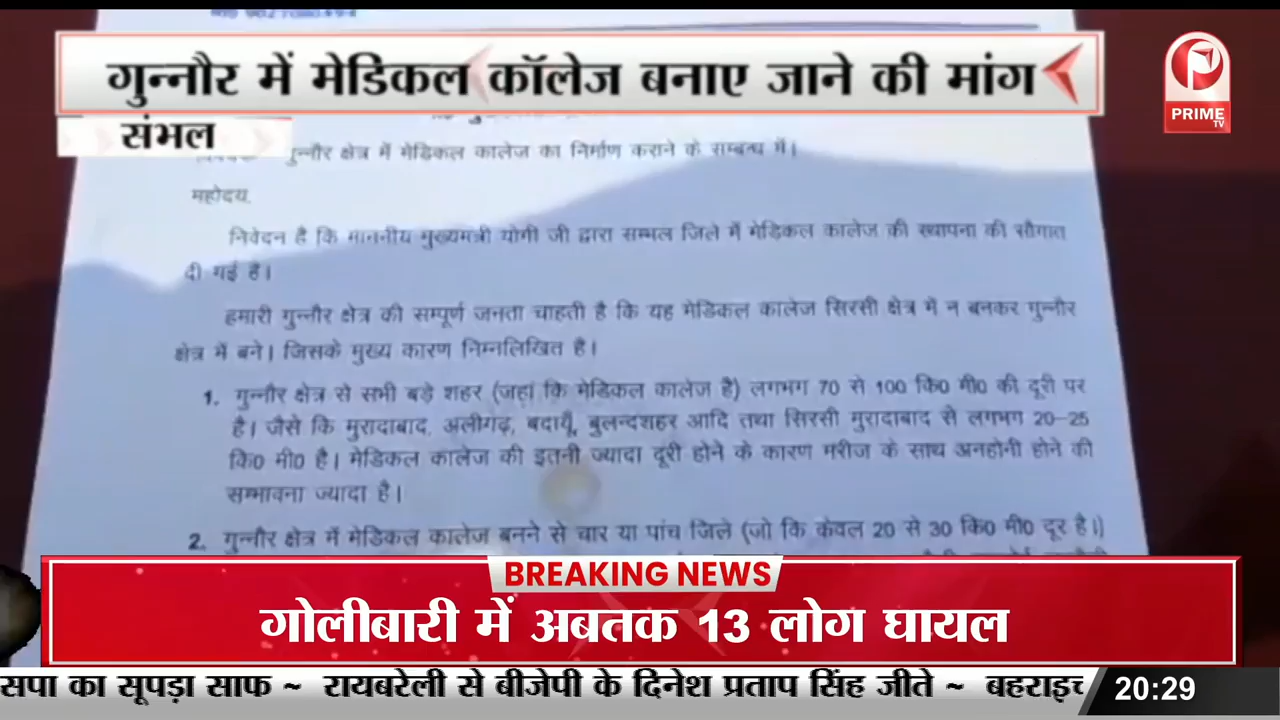 गुन्नौर में मेडिकल कॉलेज बनाए जाने की मांग
PRIME
TV
संभल
गुन्नौर क्षेत्र में मेडिकल कालेज का निर्माण कराने के सम्बन्ध में।
महोदय,
निवेदन है कि माननीय मुख्यमंत्री योगी जी द्वारा सम्भल जिले में मेडिकल कालेज की स्थापना की सौगात
दी गई है।
हमारी गुन्नौर क्षेत्र की सम्पूर्ण जनता चाहती है कि यह मेडिकल कालेज सिरसी क्षेत्र में न बनकर गुन्नौर
क्षेत्र में बने। जिसके मुख्य कारण निम्नलिखित है।
1. गुन्नौर क्षेत्र से सभी बड़े शहर (जहां कि मेडिकल कालेज है) लगभग 70 से 100 कि0 मी0 की दूरी पर
है। जैसे कि मुरादाबाद, अलीगढ़, बदायूँ, बुलन्दशहर आदि तथा सिरसी मुरादाबाद से लगभग 20-25
कि0 मी0 है। मेडिकल कालेज की इतनी ज्यादा दूरी होने के कारण मरीज के साथ अनहोनी होने की
सम्भावना ज्यादा है।
2. गुन्नौर क्षेत्र में मेडिकल कालेज बनने से चार या पांच जिले (जो कि केवल 20 से 30 कि0 मी0 दूर है।)
BREAKING NEWS
गोलीबारी में अबतक 13 लोग घायल
सपा का सूपड़ा साफ ~ रायबरेली से बीजेपी के दिनेश प्रताप सिंह जीते ~ बहराइच
20:29